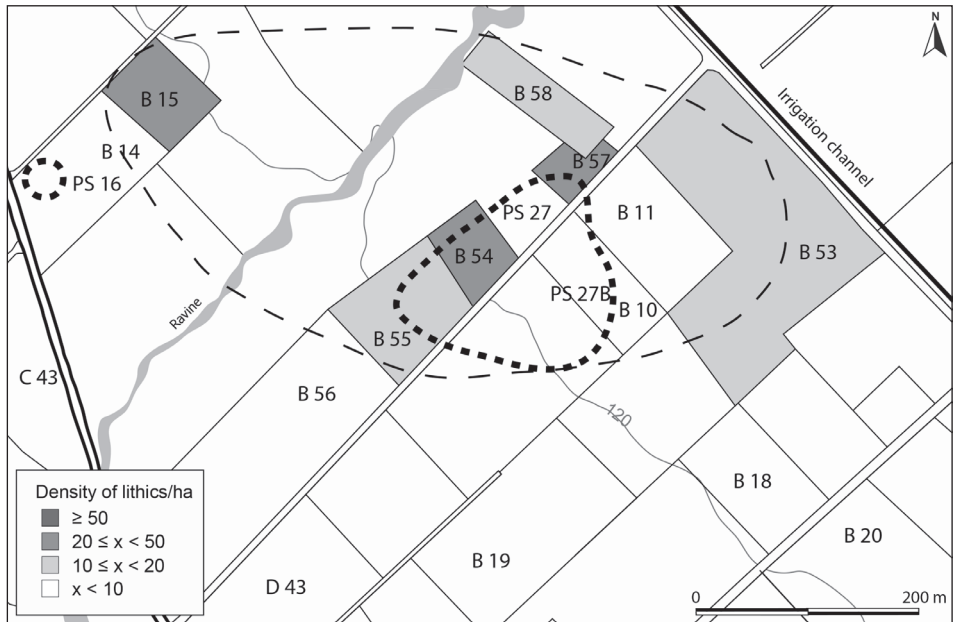 N
B 15
B 58
Irrigation channel
B 14
B 57
PS 16
PS 27
B 11
B 53
B 54
PS 27B
B 10
Ravine
B 55
C 43
B 56
120
Density of lithics/ha
≥ 50
20 ≤ x < 50
10 ≤ x < 20
x < 10
B 18
B 20
B 19
D 43
0 200 m